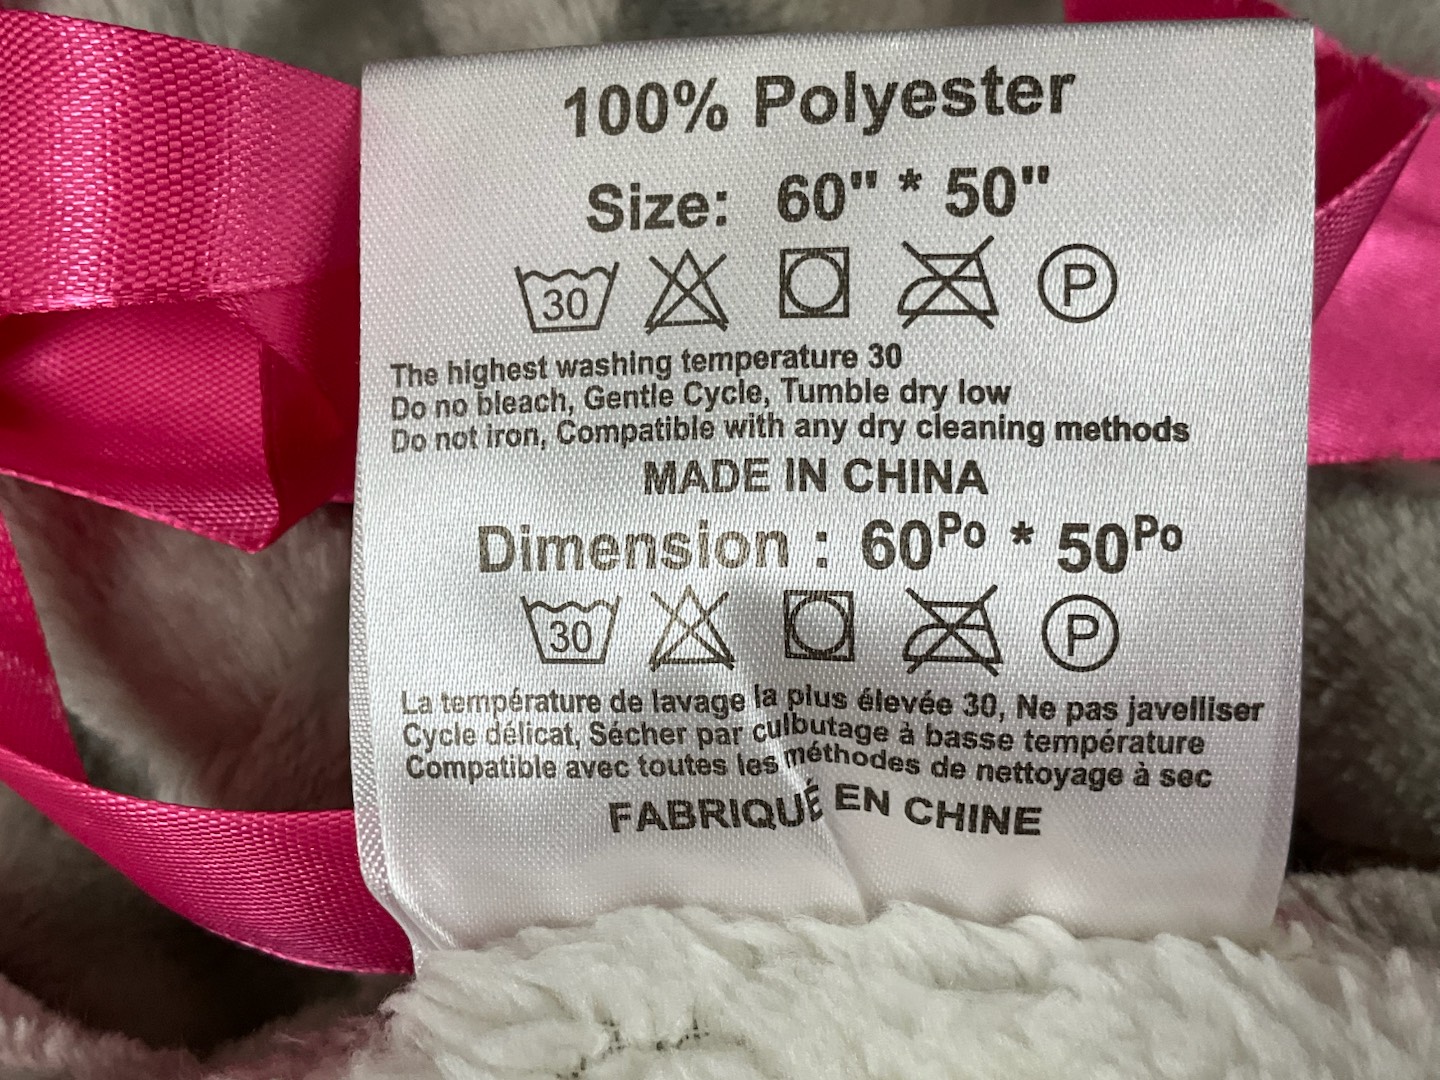 100% Polyester
Size: 60" * 50"
30 P
The highest washing temperature 30
Do no bleach, Gentle Cycle, Tumble dry low
Do not iron, Compatible with any dry cleaning methods
MADE IN CHINA
Dimension : 60Po * 50Po
30 P
La température de lavage la plus élevée 30, Ne pas javelliser
Cycle délicat, Sécher par culbutage à basse température
Compatible avec toutes les méthodes de nettoyage à sec
FABRIQUÉ EN CHINE